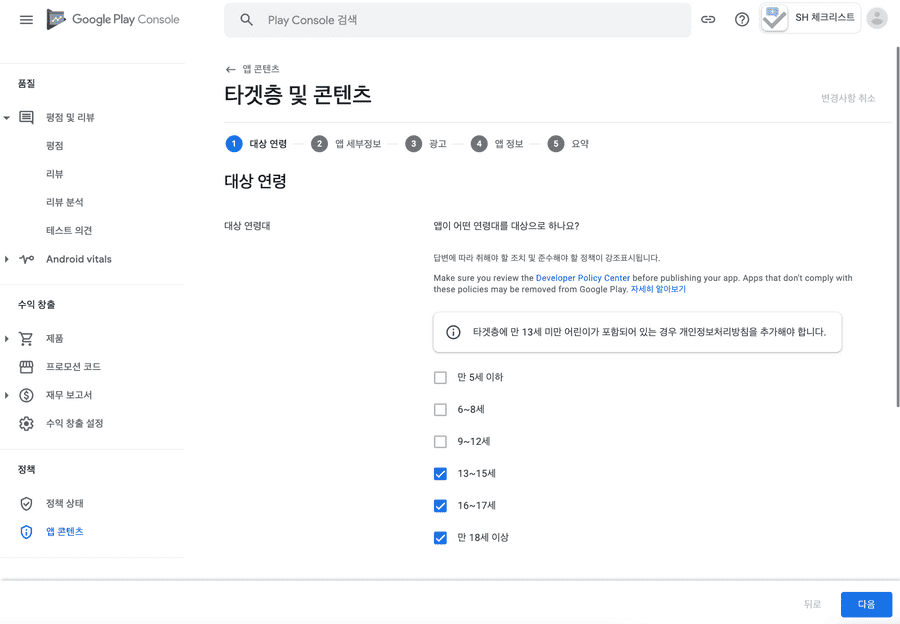 Google Play Console
Play Console 검색
SH 체크리스트
품질
평점 및 리뷰
평점
리뷰
리뷰 분석
테스트 의견
Android vitals
수익 창출
제품
프로모션 코드
재무 보고서
수익 창출 설정
정책
정책 상태
앱 콘텐츠
← 앱 콘텐츠
타겟층 및 콘텐츠
변경사항 취소
1 대상 연령 2 앱 세부정보 3 광고 4 앱 정보 5 요약
대상 연령
대상 연령대
앱이 어떤 연령대를 대상으로 하나요?
답변에 따라 취해야 할 조치 및 준수해야 할 정책이 강조표시됩니다.
Make sure you review the Developer Policy Center before publishing your app. Apps that don't comply with
these policies may be removed from Google Play. 자세히 알아보기
타겟층에 만 13세 미만 어린이가 포함되어 있는 경우 개인정보처리방침을 추가해야 합니다.
만 5세 이하
6~8세
9~12세
13~15세
16~17세
만 18세 이상
뒤로
다음